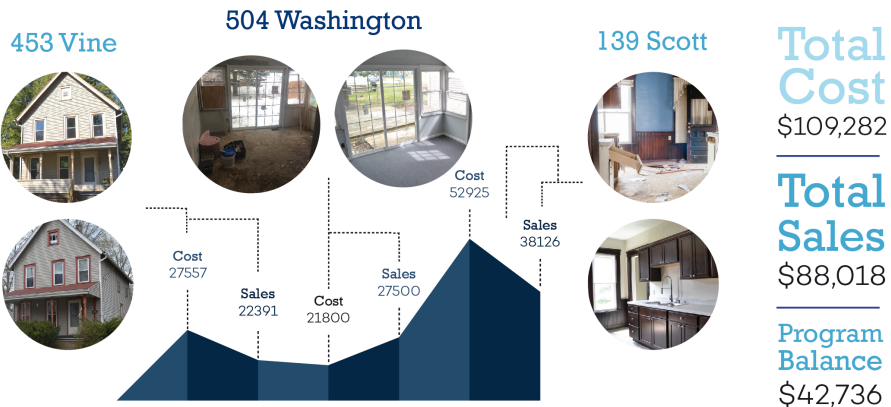 504 Washington
453 Vine
139 Scott
Cost
27557
Sales
22391
Cost
21800
Sales
27500
Cost
52925
Sales
38126
Total
Cost
$109,282
Total
Sales
$88,018
Program
Balance
$42,736